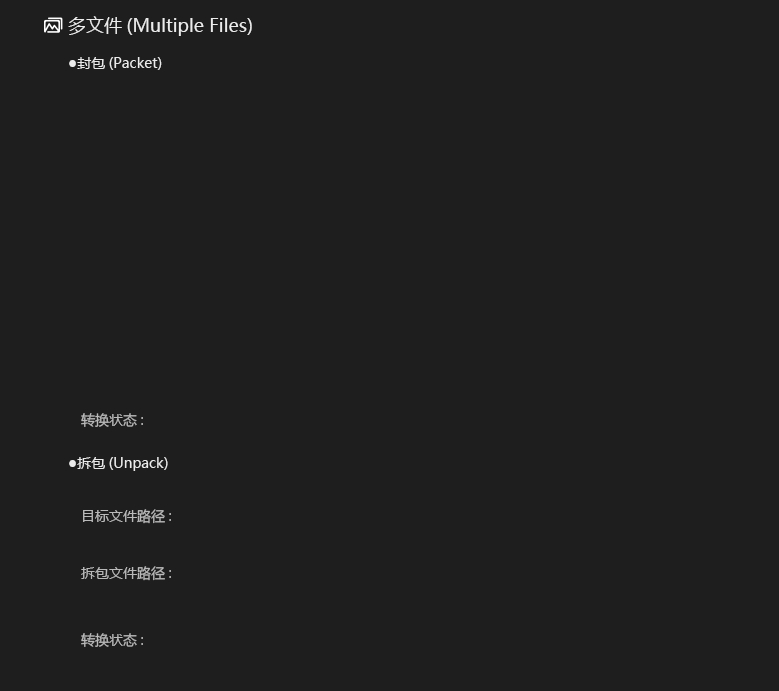 多文件 (Multiple Files)
●封包 (Packet)
转换状态 :
●拆包 (Unpack)
目标文件路径 :
拆包文件路径 :
转换状态 :